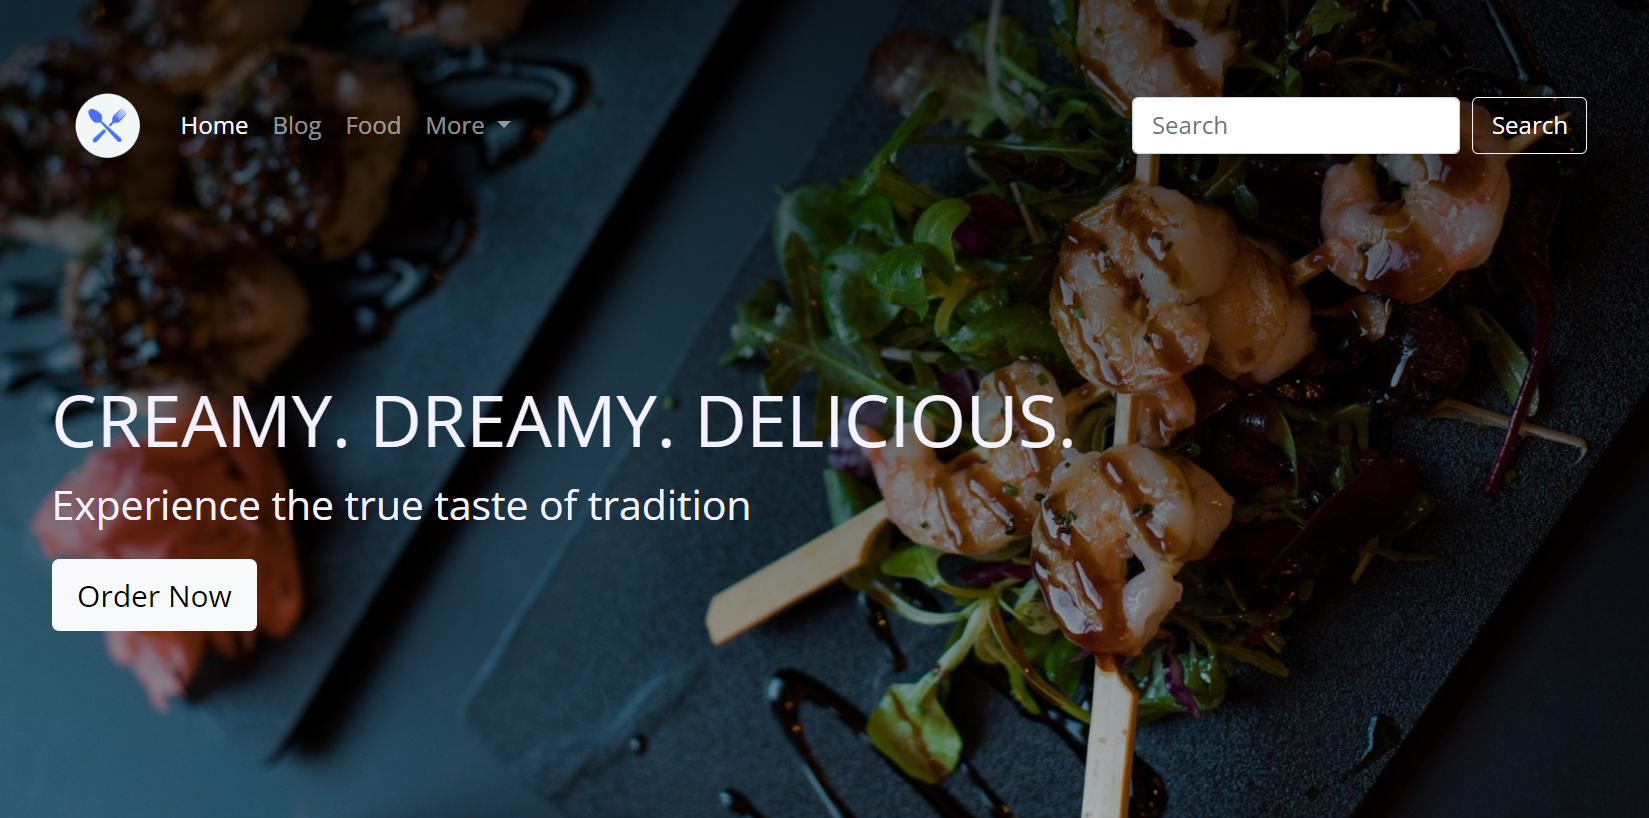 Home Blog Food More Search Search
CREAMY. DREAMY. DELICIOUS.
Experience the true taste of tradition
Order Now